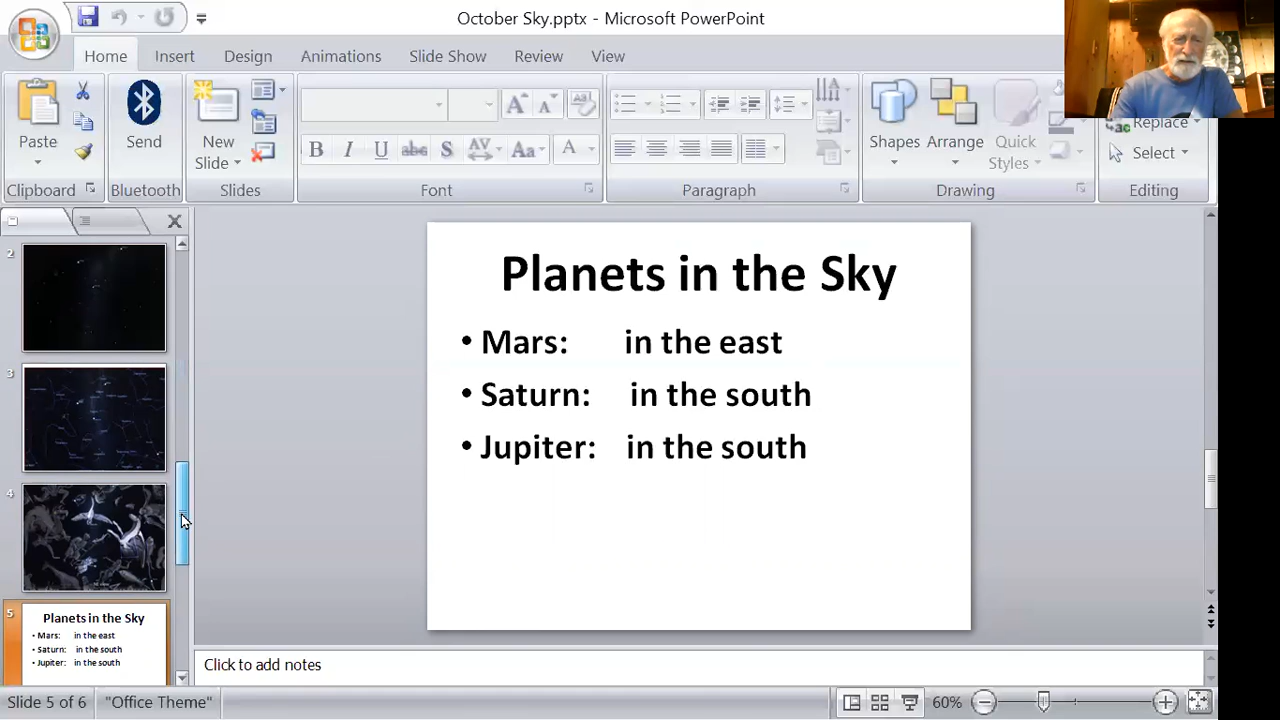 October Sky.pptx - Microsoft PowerPoint
Home Insert Design Animations Slide Show Review View
Paste
Send
New
Slide
B I U abc S AV Aa A
Shapes
Arrange
Quick
Styles
Replace
Select
Clipboard Bluetooth Slides Font Paragraph Drawing Editing
2
3
4
5
Planets in the Sky
• Mars: in the east
• Saturn: in the south
• Jupiter: in the south
Planets in the Sky
• Mars: in the east
• Saturn: in the south
• Jupiter: in the south
Click to add notes
Slide 5 of 6 "Office Theme" 60%